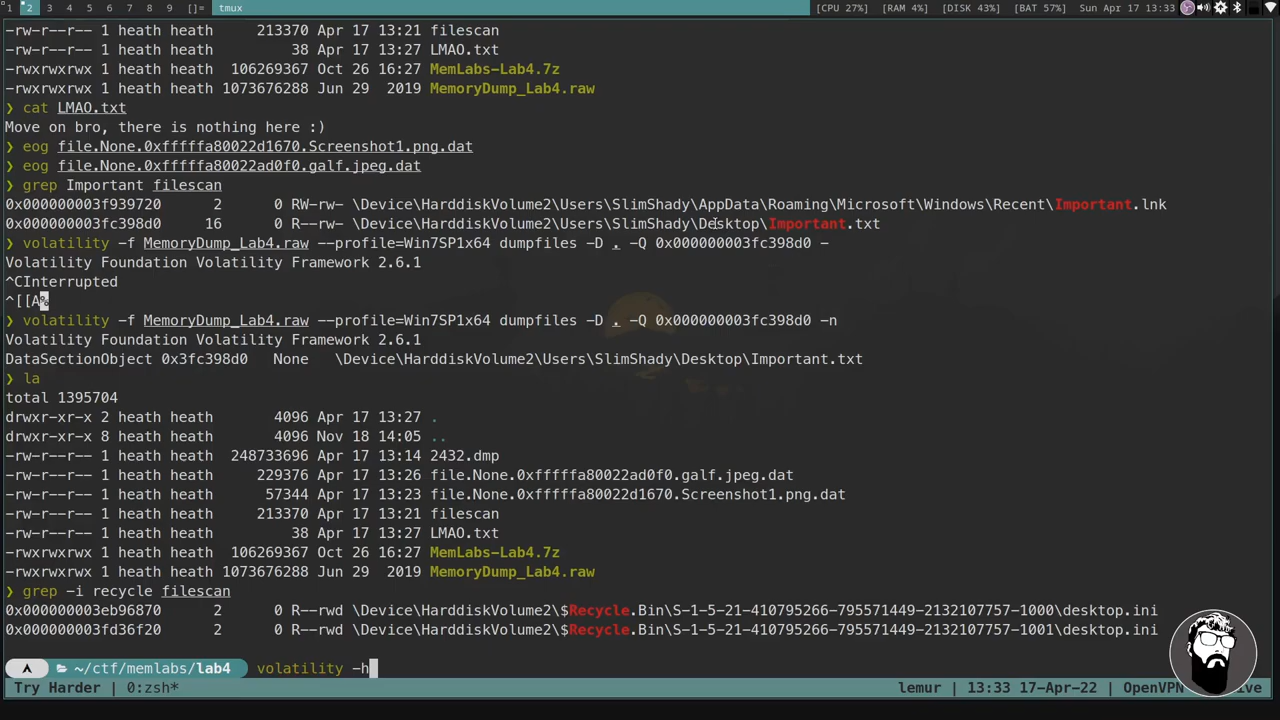 1 2 3 4 5 6 7 8 9 []= tmux [CPU 27%] [RAM 4%] [DISK 43%] [BAT 57%] Sun Apr 17 13:33
-rw-r--r-- 1 heath heath 213370 Apr 17 13:21 filescan
-rw-r--r-- 1 heath heath 38 Apr 17 13:27 LMAO.txt
-rwxrwxrwx 1 heath heath 106269367 Oct 26 16:27 MemLabs-Lab4.7z
-rwxrwxrwx 1 heath heath 1073676288 Jun 29 2019 MemoryDump_Lab4.raw
❯ cat LMAO.txt
Move on bro, there is nothing here :)
❯ eog file.None.0xfffffa80022d1670.Screenshot1.png.dat
❯ eog file.None.0xfffffa80022ad0f0.galf.jpeg.dat
❯ grep Important filescan
0x000000003f939720 2 0 RW-rw- \Device\HarddiskVolume2\Users\SlimShady\AppData\Roaming\Microsoft\Windows\Recent\Important.lnk
0x000000003fc398d0 16 0 R--rw- \Device\HarddiskVolume2\Users\SlimShady\Desktop\Important.txt
❯ volatility -f MemoryDump_Lab4.raw --profile=Win7SP1x64 dumpfiles -D . -Q 0x000000003fc398d0 -
Volatility Foundation Volatility Framework 2.6.1
^CInterrupted
^[[A%
❯ volatility -f MemoryDump_Lab4.raw --profile=Win7SP1x64 dumpfiles -D . -Q 0x000000003fc398d0 -n
Volatility Foundation Volatility Framework 2.6.1
DataSectionObject 0x3fc398d0 None \Device\HarddiskVolume2\Users\SlimShady\Desktop\Important.txt
❯ la
total 1395704
drwxr-xr-x 2 heath heath 4096 Apr 17 13:27 .
drwxr-xr-x 8 heath heath 4096 Nov 18 14:05 ..
-rw-r--r-- 1 heath heath 248733696 Apr 17 13:14 2432.dmp
-rw-r--r-- 1 heath heath 229376 Apr 17 13:26 file.None.0xfffffa80022ad0f0.galf.jpeg.dat
-rw-r--r-- 1 heath heath 57344 Apr 17 13:23 file.None.0xfffffa80022d1670.Screenshot1.png.dat
-rw-r--r-- 1 heath heath 213370 Apr 17 13:21 filescan
-rw-r--r-- 1 heath heath 38 Apr 17 13:27 LMAO.txt
-rwxrwxrwx 1 heath heath 106269367 Oct 26 16:27 MemLabs-Lab4.7z
-rwxrwxrwx 1 heath heath 1073676288 Jun 29 2019 MemoryDump_Lab4.raw
❯ grep -i recycle filescan
0x000000003eb96870 2 0 R--rwd \Device\HarddiskVolume2\$Recycle.Bin\S-1-5-21-410795266-795571449-2132107757-1000\desktop.ini
0x000000003fd36f20 2 0 R--rwd \Device\HarddiskVolume2\$Recycle.Bin\S-1-5-21-410795266-795571449-2132107757-1001\desktop.ini
~/ctf/memlabs/lab4 volatility -h
Try Harder | 0:zsh* lemur | 13:33 17-Apr-22 | OpenVPN